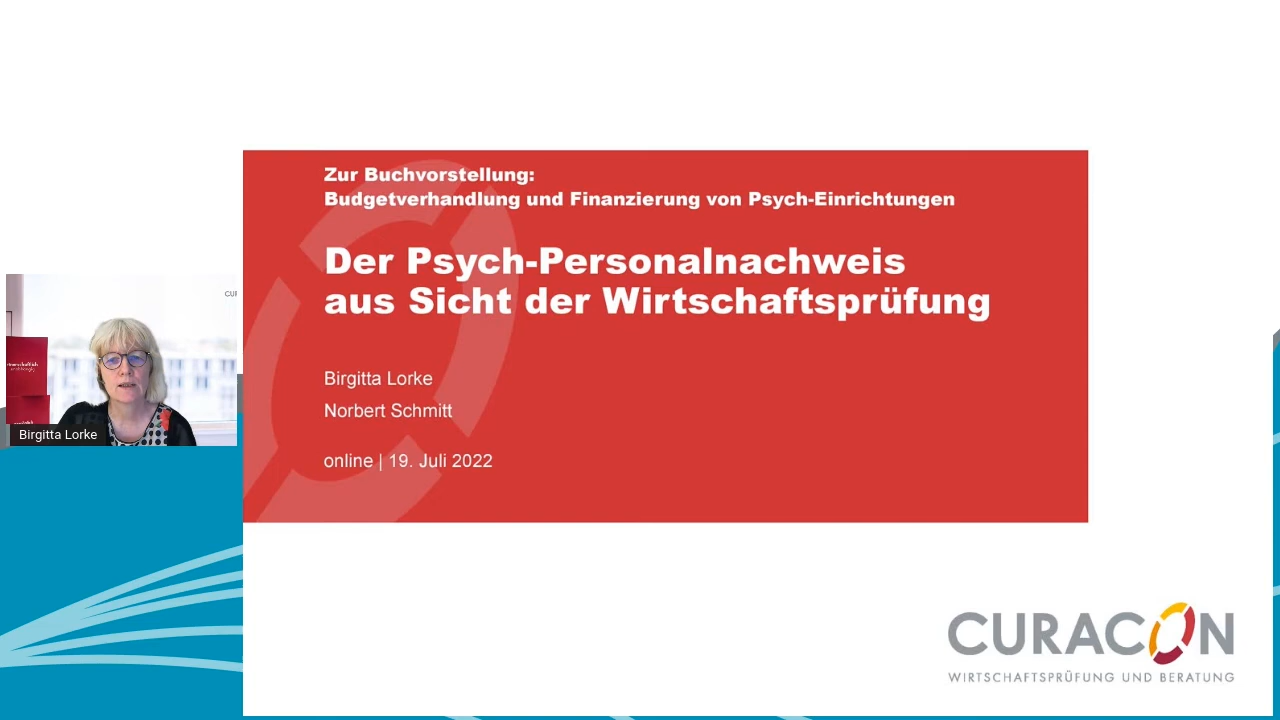 Zur Buchvorstellung:
Budgetverhandlung und Finanzierung von Psych-Einrichtungen
Der Psych-Personalnachweis
aus Sicht der Wirtschaftsprüfung
Birgitta Lorke
Norbert Schmitt
online | 19. Juli 2022
CUR
Birgitta Lorke
CURACON
WIRTSCHAFTSPRÜFUNG UND BERATUNG